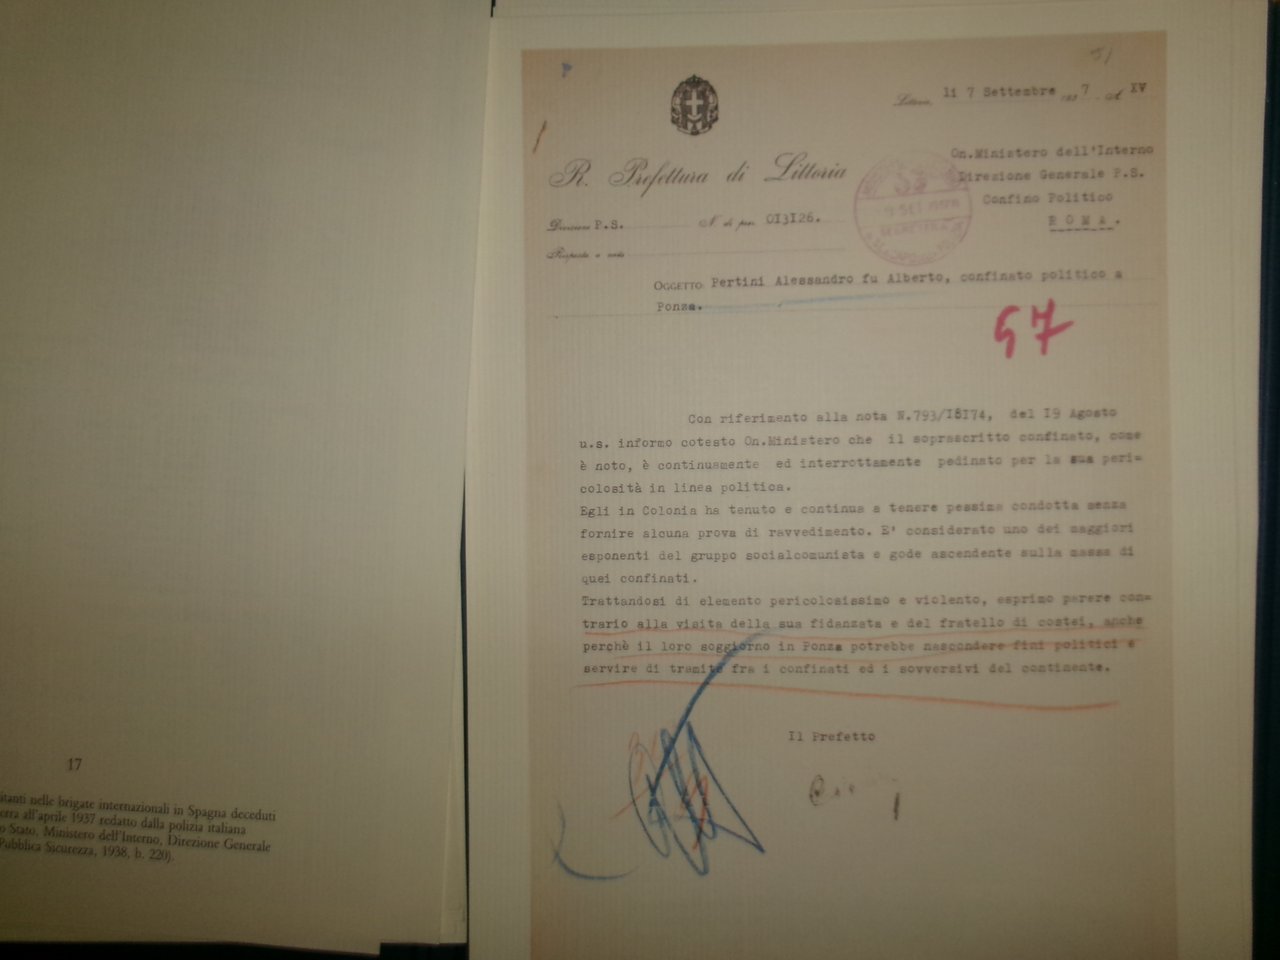 17
itanti nelle brigate internazionali in Spagna deceduti
erra all'aprile 1937 redatto dalla polizia italiana
o Stato, Ministero dell'Interno, Direzione Generale
Pubblica Sicurezza, 1938, b. 220).
Littoria, li 7 Settembre 1937 A. XV
R. Prefettura di Littoria
On.Ministero dell'Interno
Direzione Generale P.S.
Confino Politico
ROMA.
Divisione P.S. N. di prot. 013126.
Risposta a nota
OGGETTO: Pertini Alessandro fu Alberto, confinato politico a
Ponza.
57
Con riferimento alla nota N.793/18174, del 19 Agosto
u.s. informo cotesto On.Ministero che il soprascritto confinato, come
è noto, è continuamente ed interrottamente pedinato per la sua peri=
colosità in linea politica.
Egli in Colonia ha tenuto e continua a tenere pessima condotta senza
fornire alcuna prova di ravvedimento. E' considerato uno dei maggiori
esponenti del gruppo socialcomunista e gode ascendente sulla massa di
quei confinati.
Trattandosi di elemento pericolosissimo e violento, esprimo parere con=
trario alla visita della sua fidanzata e del fratello di costei, anche
perchè il loro soggiorno in Ponza potrebbe nascondere fini politici e
servire di tramite fra i confinati ed i sovversivi del continente.
Il Prefetto